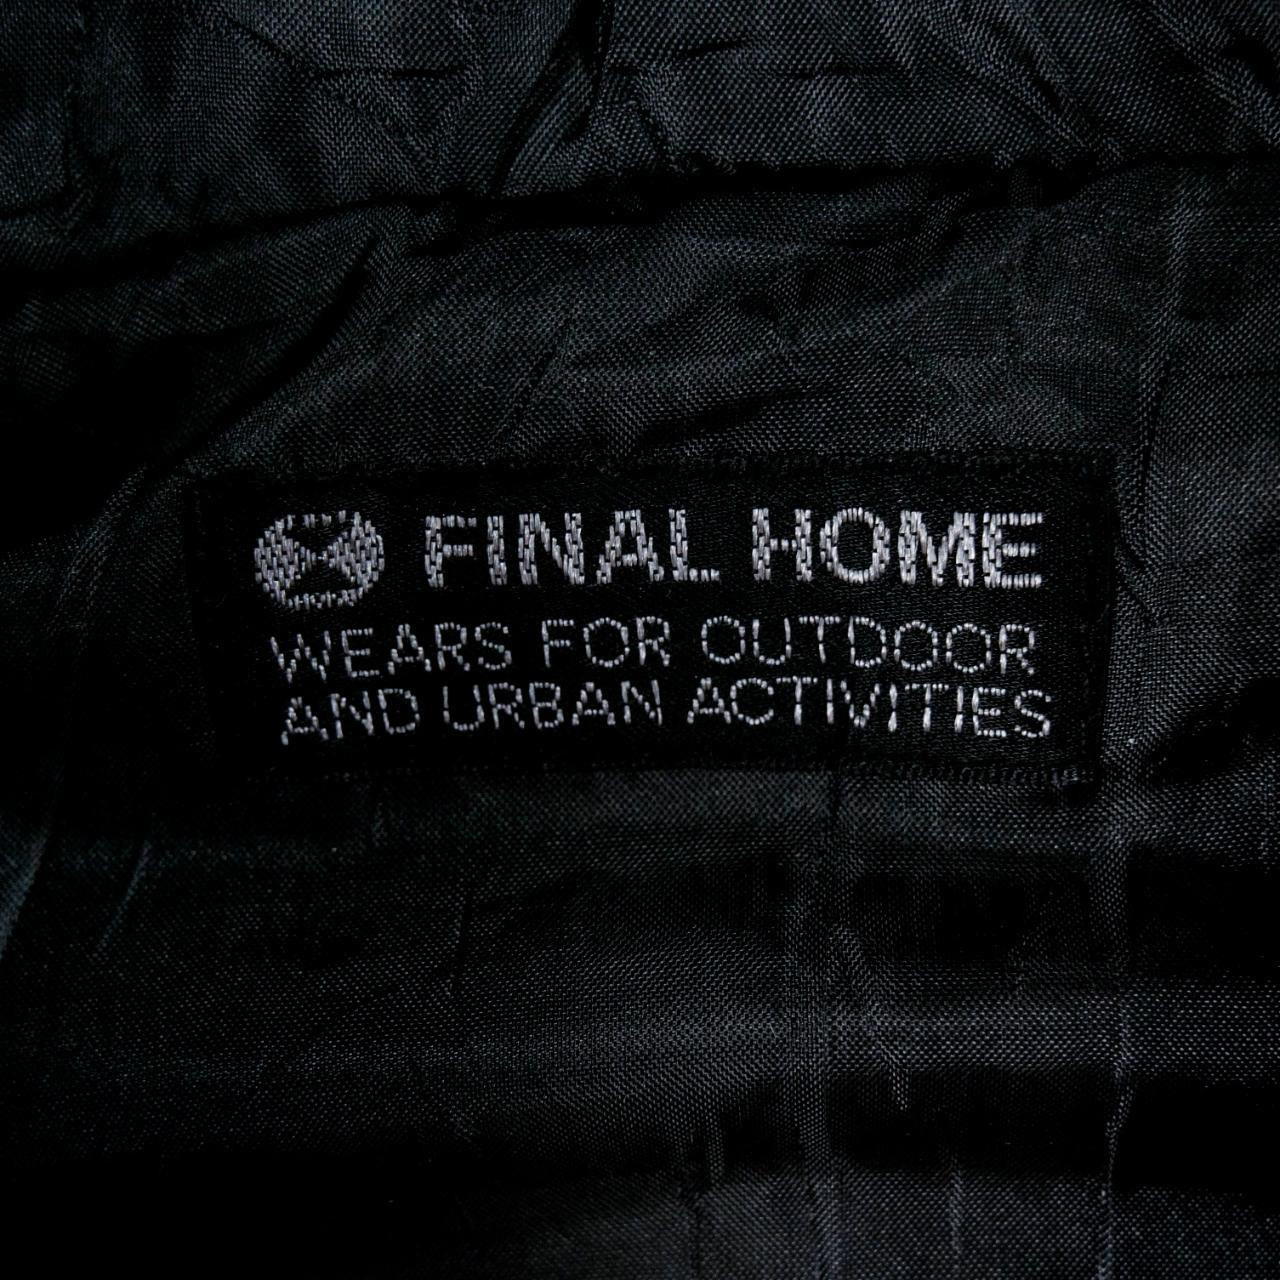 FINAL HOME
WEARS FOR OUTDOOR
AND URBAN ACTIVITIES